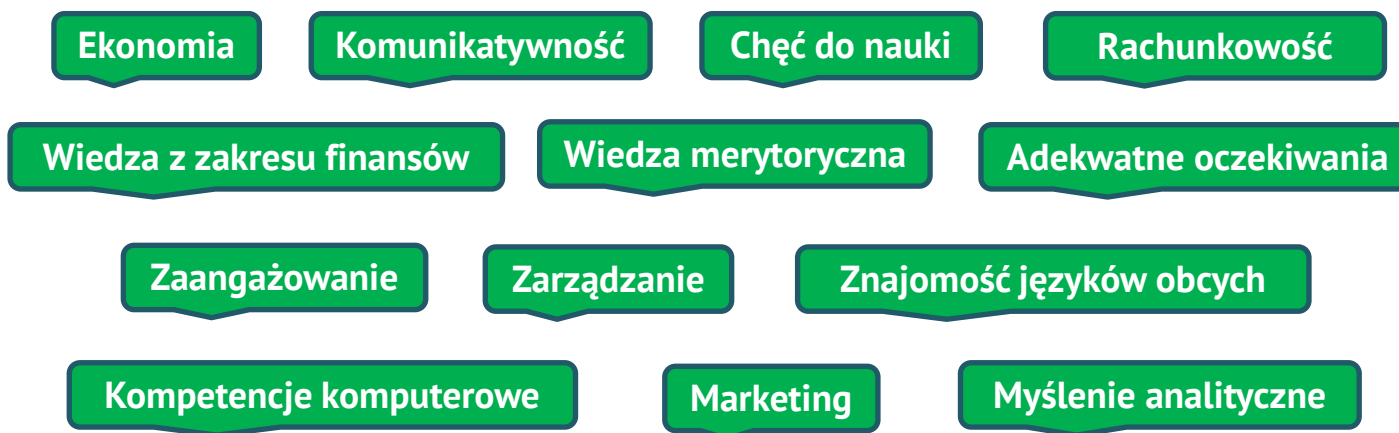 Ekonomia
Komunikatywność
Chęć do nauki
Rachunkowość
Wiedza z zakresu finansów
Wiedza merytoryczna
Adekwatne oczekiwania
Zaangażowanie
Zarządzanie
Znajomość języków obcych
Kompetencje komputerowe
Marketing
Myślenie analityczne